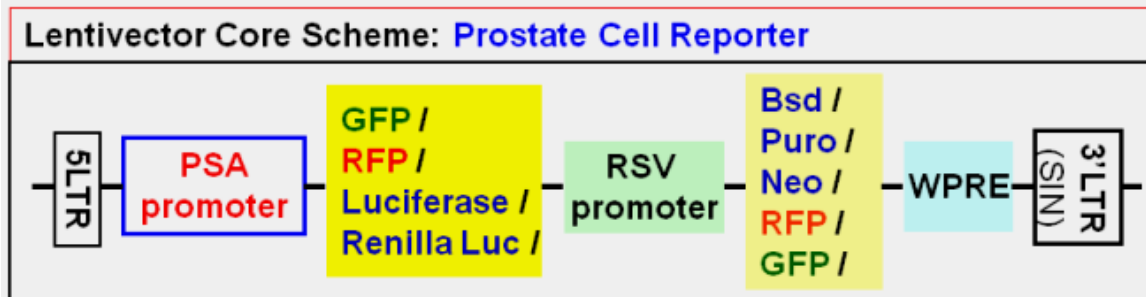 Lentivector Core Scheme: Prostate Cell Reporter
5LTR
PSA
promoter
GFP /
RFP /
Luciferase /
Renilla Luc /
RSV
promoter
Bsd /
Puro /
Neo /
RFP /
GFP /
WPRE
3'LTR
(SIN)